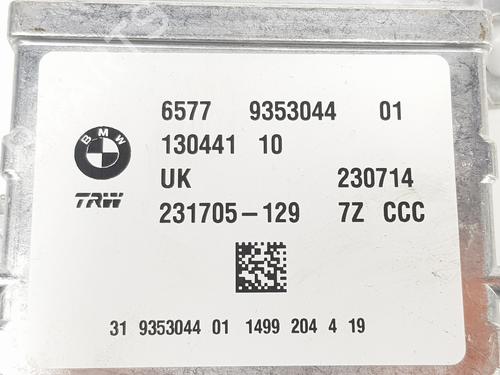 6577 9353044 01
130441 10
BMW
UK 230714
TRW
231705-129 7Z CCC
31 9353044 01 1499 204 4 19